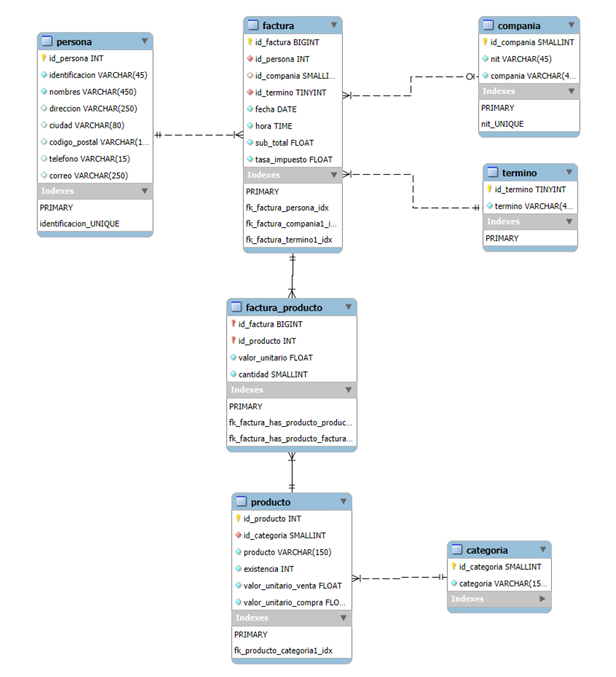 persona
id_persona INT
identificacion VARCHAR(45)
nombres VARCHAR(450)
direccion VARCHAR(250)
ciudad VARCHAR(80)
codigo_postal VARCHAR(1...
telefono VARCHAR(15)
correo VARCHAR(250)
Indexes
PRIMARY
identificacion_UNIQUE
factura
id_factura BIGINT
id_persona INT
id_compania SMALLI...
id_termino TINYINT
fecha DATE
hora TIME
sub_total FLOAT
tasa_impuesto FLOAT
Indexes
PRIMARY
fk_factura_persona_idx
fk_factura_compania1_i...
fk_factura_termino1_idx
compania
id_compania SMALLINT
nit VARCHAR(45)
compania VARCHAR(4...
Indexes
PRIMARY
nit_UNIQUE
termino
id_termino TINYINT
termino VARCHAR(4...
Indexes
PRIMARY
factura_producto
id_factura BIGINT
id_producto INT
valor_unitario FLOAT
cantidad SMALLINT
Indexes
PRIMARY
fk_factura_has_producto_produc...
fk_factura_has_producto_factura...
producto
id_producto INT
id_categoria SMALLINT
producto VARCHAR(150)
existencia INT
valor_unitario_venta FLOAT
valor_unitario_compra FLO...
Indexes
PRIMARY
fk_producto_categoria1_idx
categoria
id_categoria SMALLINT
categoria VARCHAR(15...
Indexes